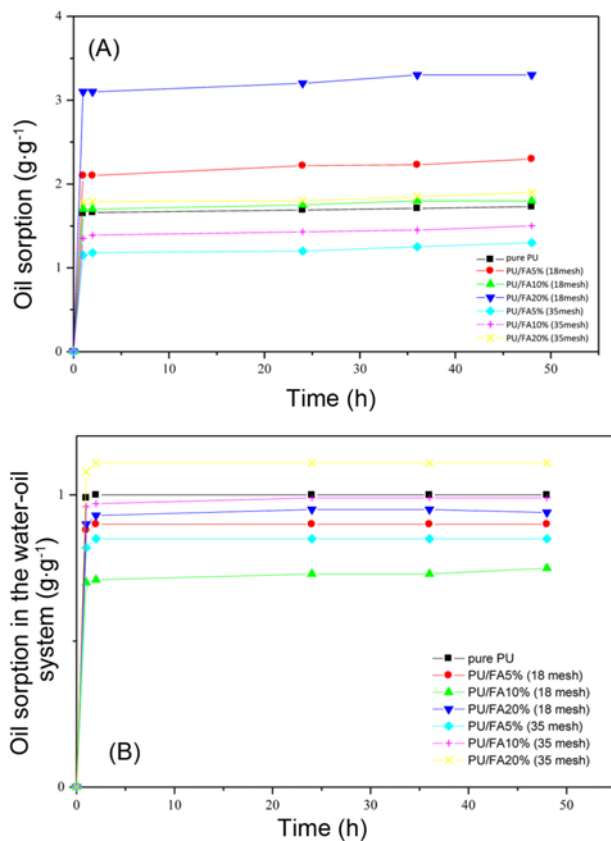 (A)
Oil sorption (g·g⁻¹)
4
3
2
1
0
0
10
20
30
40
50
Time (h)
pure PU
PU/FA5% (18mesh)
PU/FA10% (18mesh)
PU/FA20% (18mesh)
PU/FA5% (35mesh)
PU/FA10% (35mesh)
PU/FA20% (35mesh)
Oil sorption in the water-oil
system (g·g⁻¹)
1
0
(B)
0
10
20
30
40
50
Time (h)
pure PU
PU/FA5% (18 mesh)
PU/FA10% (18 mesh)
PU/FA20% (18 mesh)
PU/FA5% (35 mesh)
PU/FA10% (35 mesh)
PU/FA20% (35 mesh)